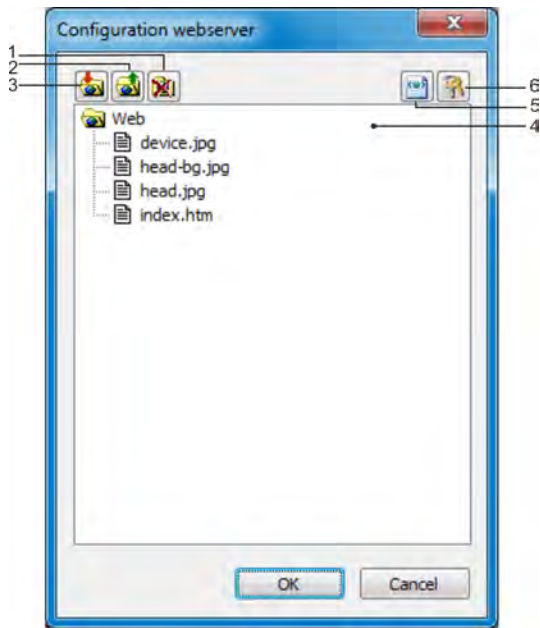 Configuration webserver
1
2
3
6
5
4
Web
device.jpg
head-bg.jpg
head.jpg
index.htm
OK
Cancel